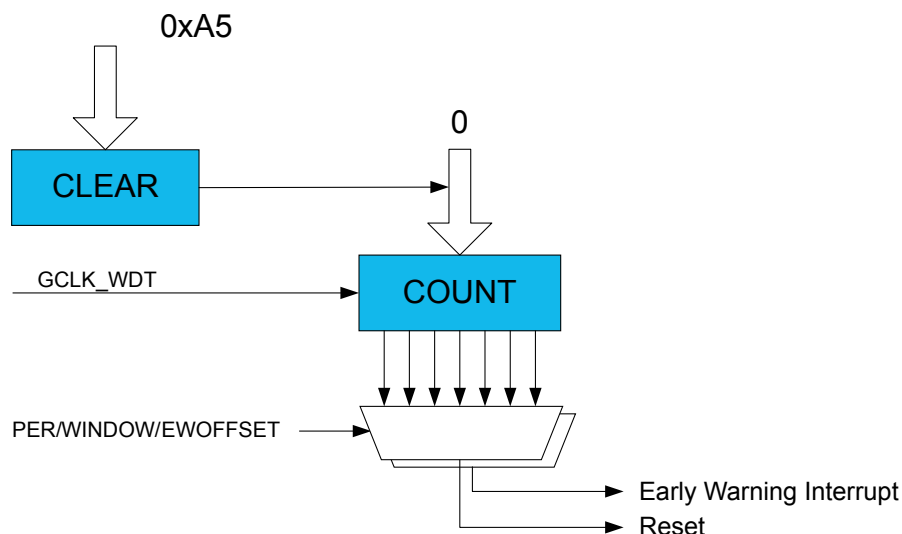 0xA5
0
CLEAR
GCLK_WDT
COUNT
PER/WINDOW/EWOFFSET
Early Warning Interrupt
Reset